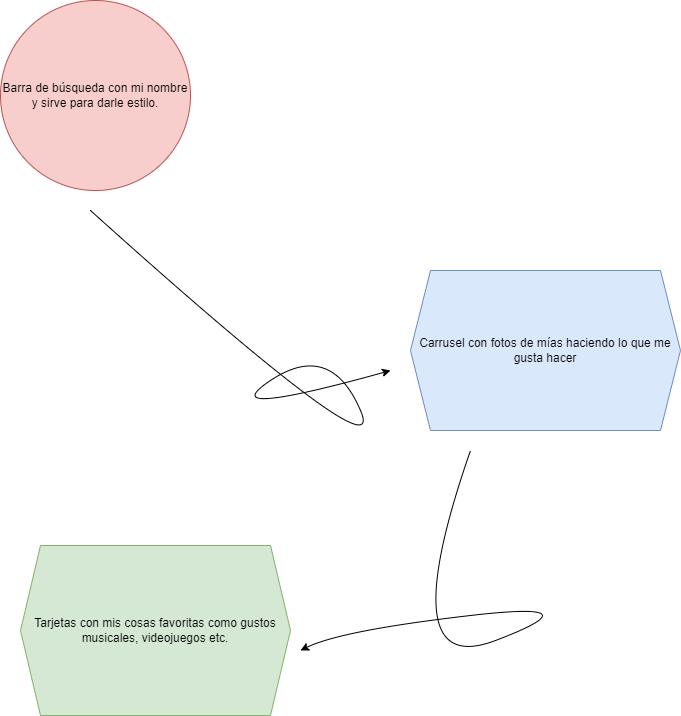 Barra de búsqueda con mi nombre
y sirve para darle estilo.
Carrusel con fotos de mías haciendo lo que me
gusta hacer
Tarjetas con mis cosas favoritas como gustos
musicales, videojuegos etc.